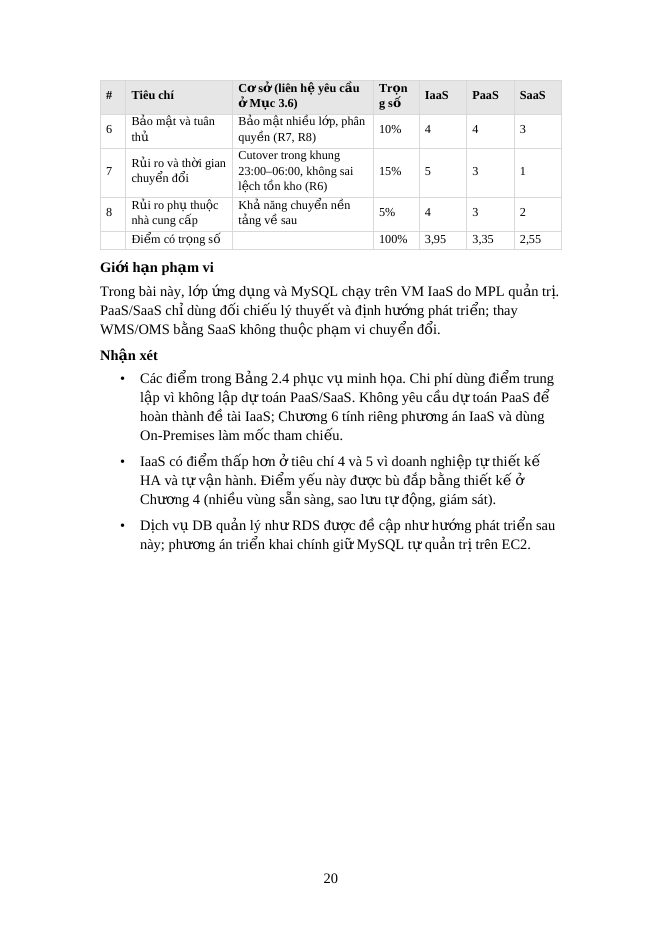 # Tiêu chí Cơ sở (liên hệ yêu cầu ở Mục 3.6) Trọng số IaaS PaaS SaaS
6 Bảo mật và tuân thủ Bảo mật nhiều lớp, phân quyền (R7, R8) 10% 4 4 3
7 Rủi ro và thời gian chuyển đổi Cutover trong khung 23:00–06:00, không sai lệch tồn kho (R6) 15% 5 3 1
8 Rủi ro phụ thuộc nhà cung cấp Khả năng chuyển nền tảng về sau 5% 4 3 2
Điểm có trọng số 100% 3,95 3,35 2,55
Giới hạn phạm vi
Trong bài này, lớp ứng dụng và MySQL chạy trên VM IaaS do MPL quản trị.
PaaS/SaaS chỉ dùng đối chiếu lý thuyết và định hướng phát triển; thay
WMS/OMS bằng SaaS không thuộc phạm vi chuyển đổi.
Nhận xét
• Các điểm trong Bảng 2.4 phục vụ minh họa. Chi phí dùng điểm trung
lập vì không lập dự toán PaaS/SaaS. Không yêu cầu dự toán PaaS để
hoàn thành đề tài IaaS; Chương 6 tính riêng phương án IaaS và dùng
On-Premises làm mốc tham chiếu.
• IaaS có điểm thấp hơn ở tiêu chí 4 và 5 vì doanh nghiệp tự thiết kế
HA và tự vận hành. Điểm yếu này được bù đắp bằng thiết kế ở
Chương 4 (nhiều vùng sẵn sàng, sao lưu tự động, giám sát).
• Dịch vụ DB quản lý như RDS được đề cập như hướng phát triển sau
này; phương án triển khai chính giữ MySQL tự quản trị trên EC2.
20